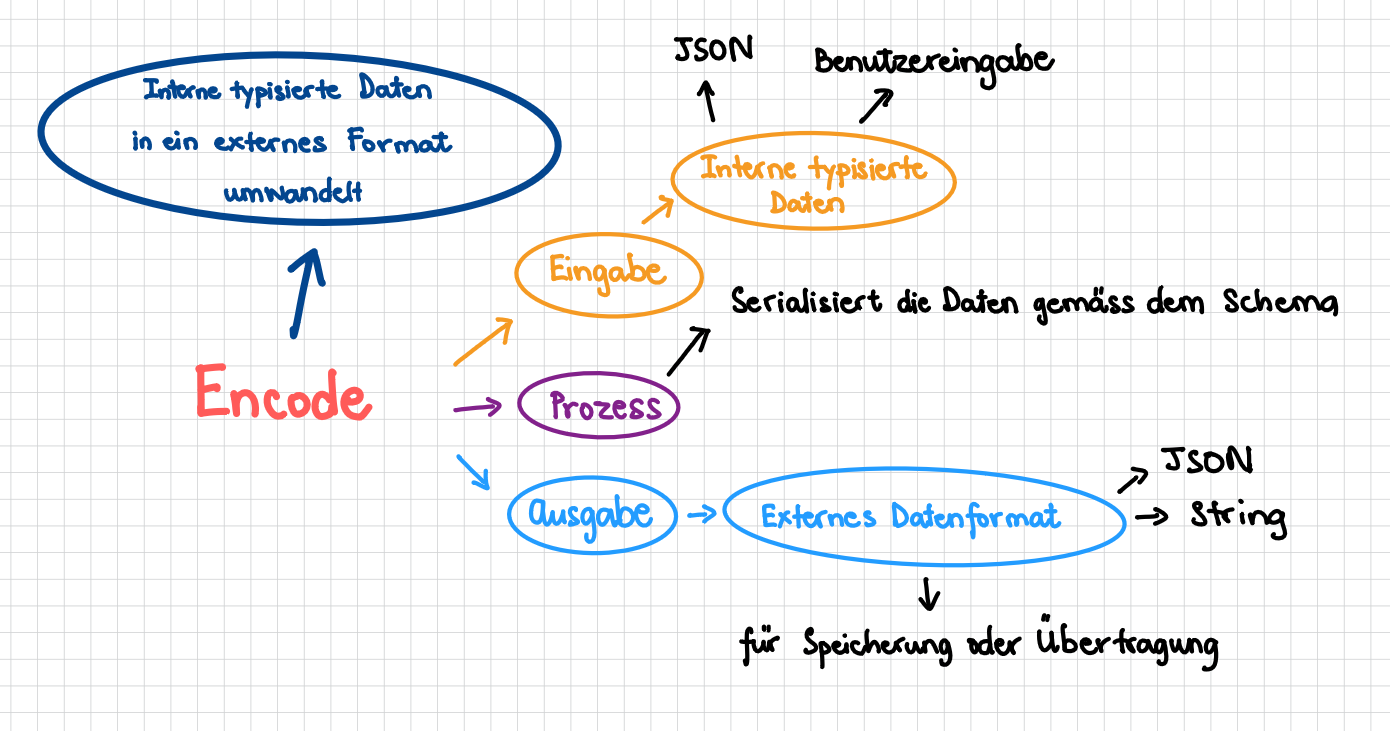 JSON
Benutzereingabe
Interne typisierte Daten
in ein externes Format
umwandelt
Interne typisierte
Daten
Eingabe
Serialisiert die Daten gemäss dem Schema
Encode
Prozess
Ausgabe
Externes Datenformat
JSON
String
für Speicherung oder Übertragung